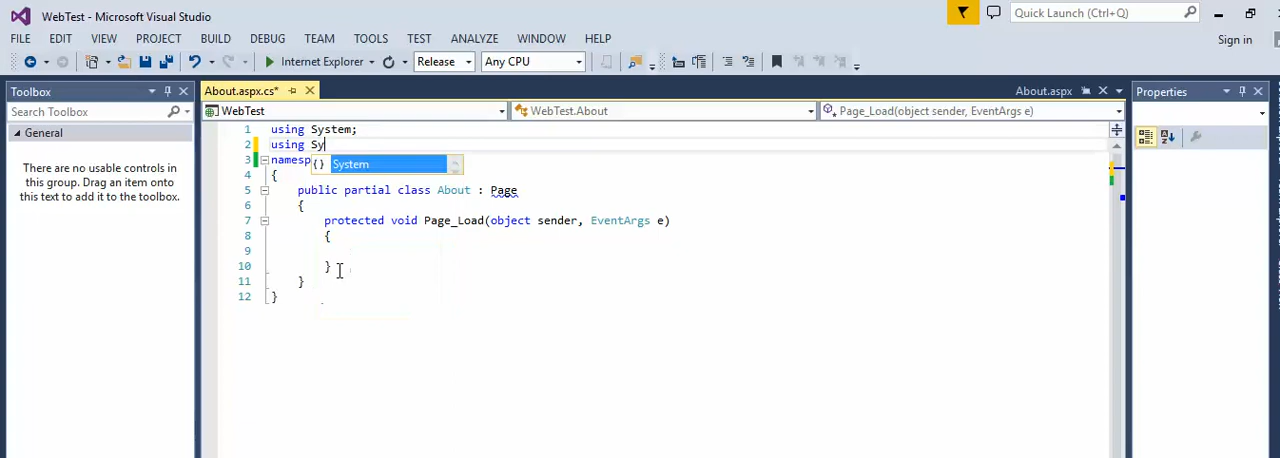 WebTest - Microsoft Visual Studio
Quick Launch (Ctrl+Q)
FILE EDIT VIEW PROJECT BUILD DEBUG TEAM TOOLS TEST ANALYZE WINDOW HELP
Sign in
Internet Explorer Release Any CPU
Toolbox
About.aspx.cs*
About.aspx
Properties
Search Toolbox
WebTest
WebTest.About
Page_Load(object sender, EventArgs e)
General
There are no usable controls in
this group. Drag an item onto
this text to add it to the toolbox.
1 using System;
2 using Sy
3 namesp
{} System
4 {
5 public partial class About : Page
6 {
7 protected void Page_Load(object sender, EventArgs e)
8 {
9
10 }
11 }
12 }